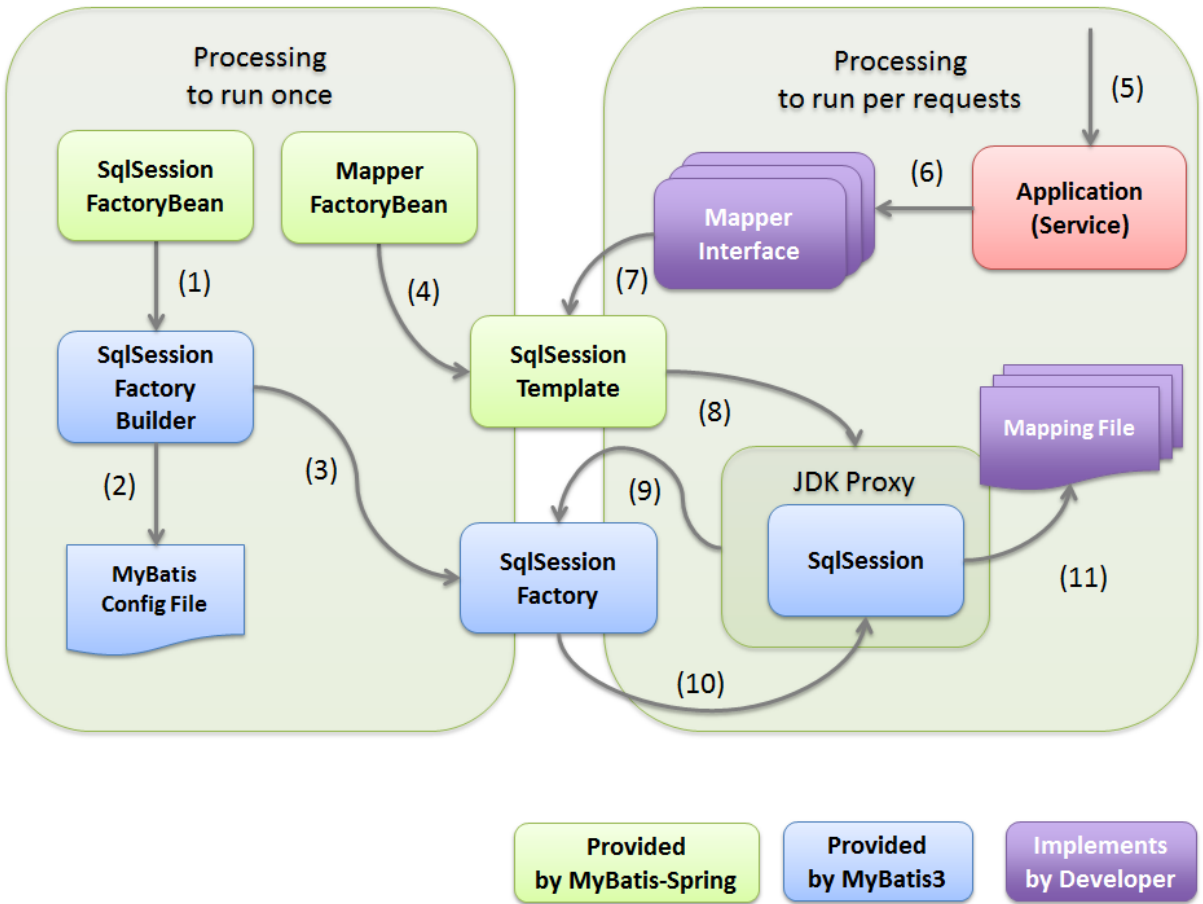 Processing
to run once
SqlSession
FactoryBean
Mapper
FactoryBean
(1)
(4)
SqlSession
Factory
Builder
(2)
(3)
MyBatis
Config File
Processing
to run per requests
(5)
Application
(Service)
(6)
Mapper
Interface
(7)
SqlSession
Template
(8)
Mapping File
JDK Proxy
(9)
SqlSession
(11)
SqlSession
Factory
(10)
Provided
by MyBatis-Spring
Provided
by MyBatis3
Implements
by Developer